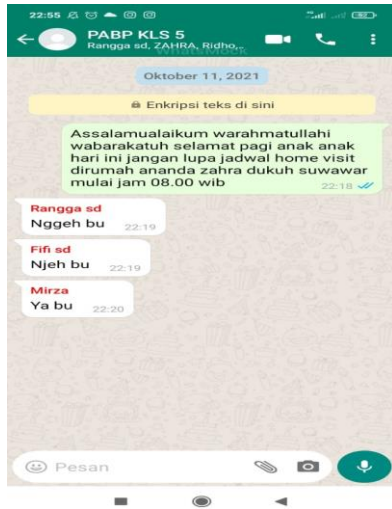 22:55
PABP KLS 5
Rangga sd, ZAHRA, Ridho,..
WhatsMock
Oktober 11, 2021
Enkripsi teks di sini
Assalamualaikum warahmatullahi
wabarakatuh selamat pagi anak anak
hari ini jangan lupa jadwal home visit
dirumah ananda zahra dukuh suwawar
mulai jam 08.00 wib
22:18
Rangga sd
Nggeh bu 22:19
Fifi sd
Njeh bu 22:19
Mirza
Ya bu 22:20
Pesan